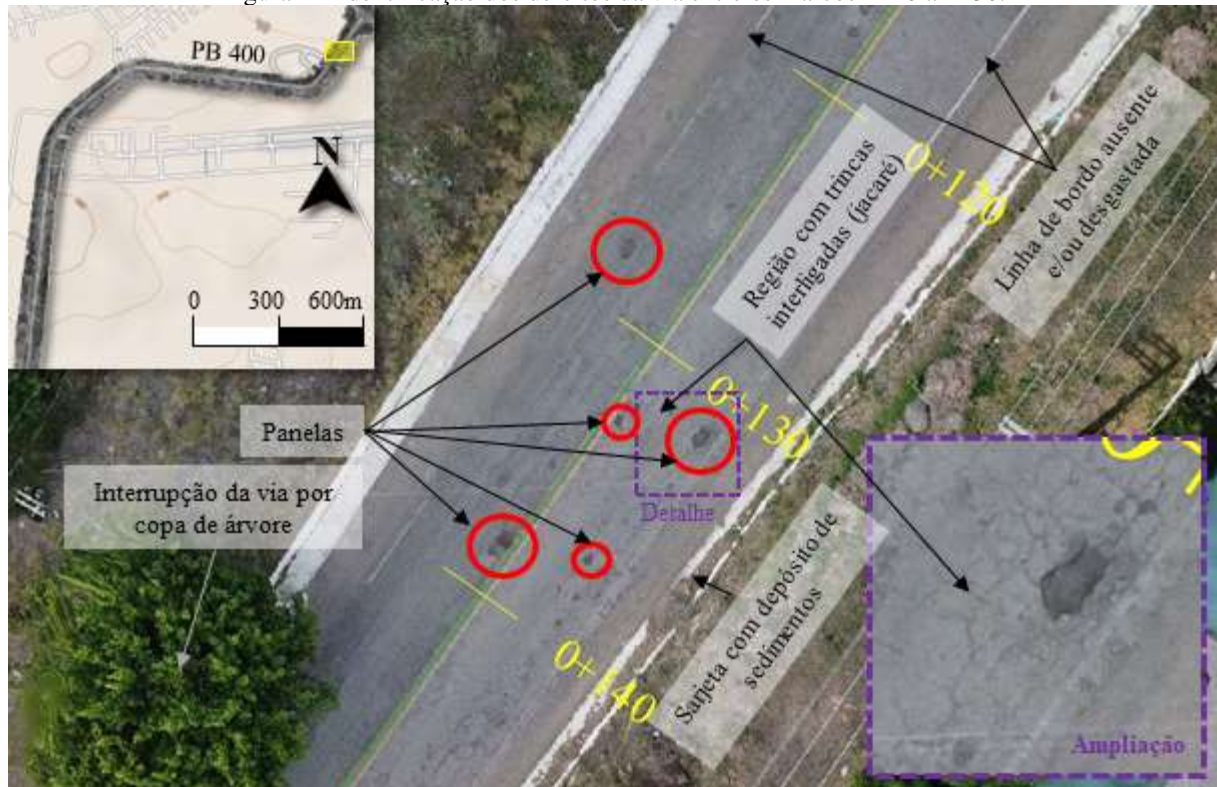 PB 400
N
0 300 600m
Panelas
Interrupção da via por
copa de árvore
Região com trincas
interligadas (jacaré)
Linha de bordo ausente
e/ou desgastada
0+120
0+130
Detalhe
0+140
Sarjeta com depósito de
sedimentos
Ampliação